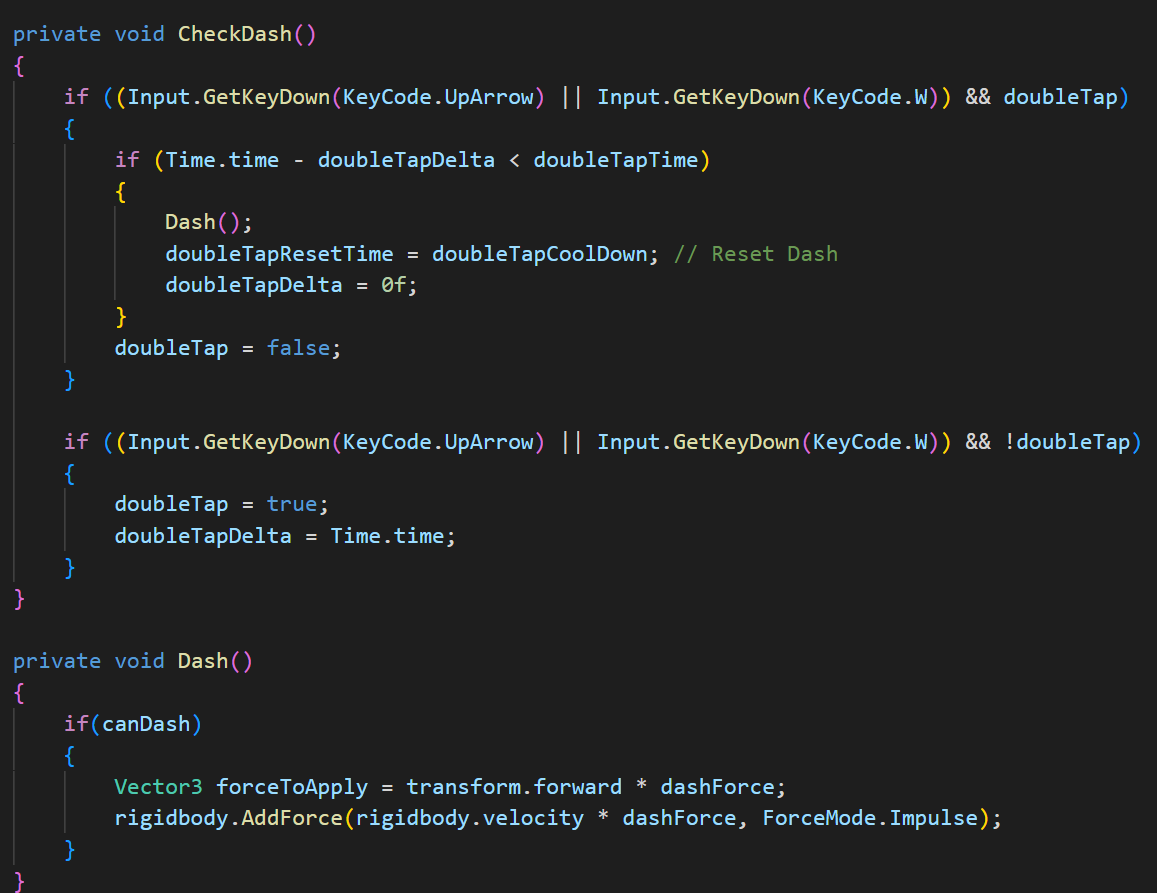 private void CheckDash()
{
    if ((Input.GetKeyDown(KeyCode.UpArrow) || Input.GetKeyDown(KeyCode.W)) && doubleTap)
    {
        if (Time.time - doubleTapDelta < doubleTapTime)
        {
            Dash();
            doubleTapResetTime = doubleTapCoolDown; // Reset Dash
            doubleTapDelta = 0f;
        }
        doubleTap = false;
    }

    if ((Input.GetKeyDown(KeyCode.UpArrow) || Input.GetKeyDown(KeyCode.W)) && !doubleTap)
    {
        doubleTap = true;
        doubleTapDelta = Time.time;
    }
}

private void Dash()
{
    if(canDash)
    {
        Vector3 forceToApply = transform.forward * dashForce;
        rigidbody.AddForce(rigidbody.velocity * dashForce, ForceMode.Impulse);
    }
}